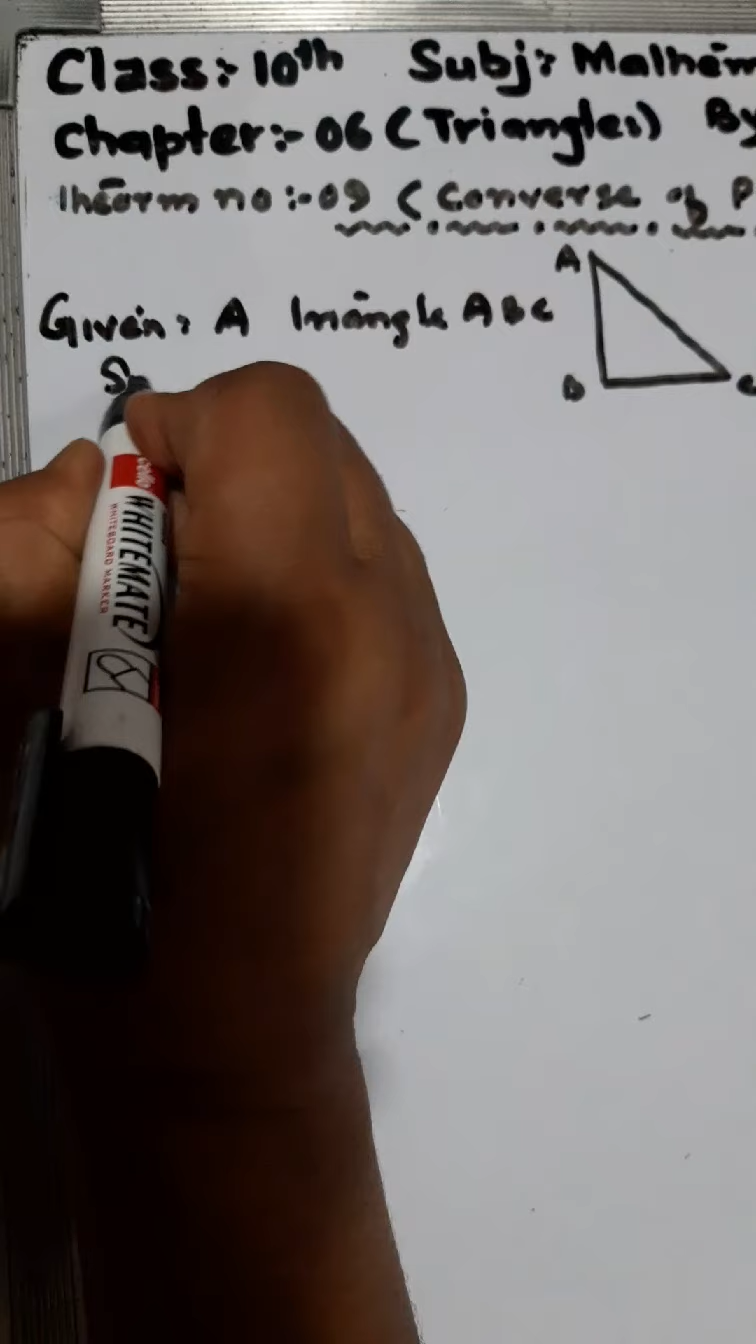 Class:- 10th Subj:- Mathem
Chapter:- 06 (Triangles) By
Theorm no:- 09 (Converse of P
Given:- A Triangle ABC
A
B
C
S
cello
WHITEMATE
WHITEBOARD MARKER